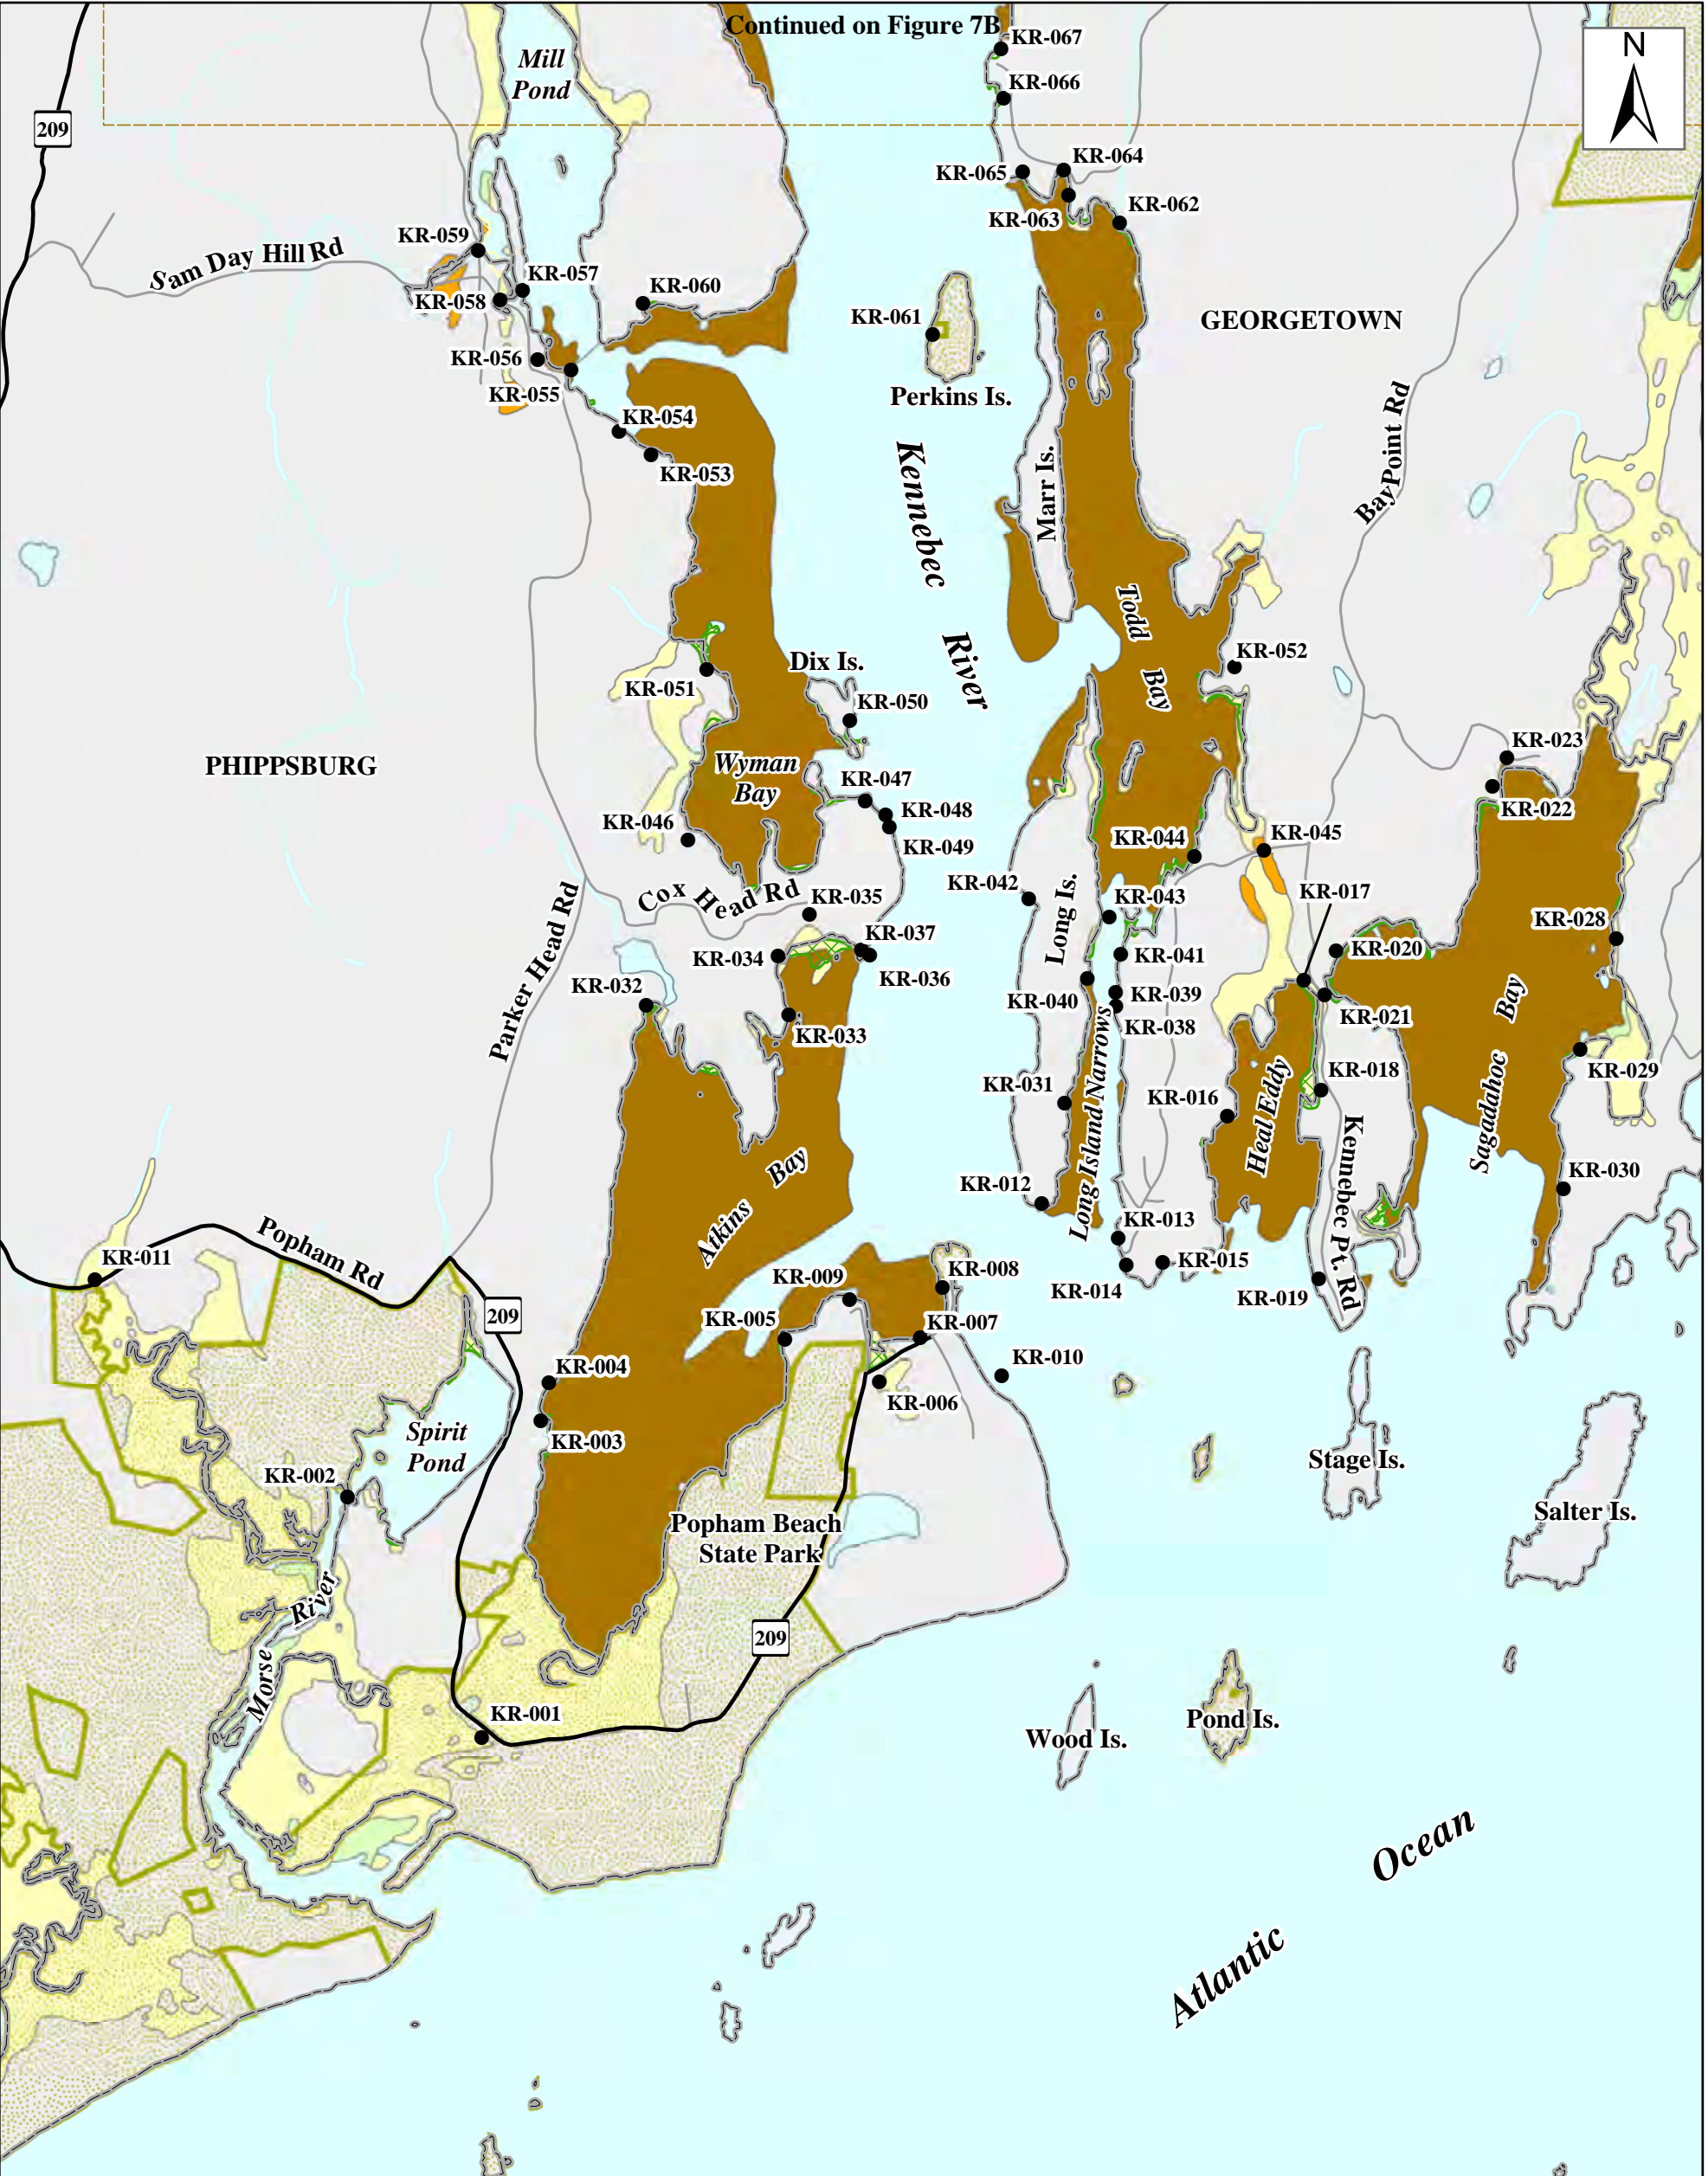 Continued on Figure 7B
N
KR-067
Mill
Pond
KR-066
209
KR-064
KR-065
KR-062
KR-063
KR-059
Sam Day Hill Rd
KR-057
KR-060
KR-058
KR-061
GEORGETOWN
KR-056
KR-055
Perkins Is.
KR-054
BayPoint Rd
KR-053
Kennebec
River
Marr Is.
Todd
Bay
Dix Is.
KR-052
KR-051
KR-050
KR-023
PHIPPSBURG
Wyman
Bay
KR-047
KR-022
KR-048
KR-046
KR-049
KR-044
KR-045
Cox Head Rd
KR-042
KR-035
KR-043
KR-017
KR-028
Parker Head Rd
Long Is.
KR-037
KR-034
KR-041
KR-020
KR-036
KR-032
KR-040
KR-039
KR-021
KR-033
KR-038
Sagadahoc
Bay
KR-029
KR-031
Long Island Narrows
KR-018
KR-016
Heal Eddy
Kennebec Pt. Rd
Atkins
Bay
KR-030
KR-012
KR-013
Popham Rd
KR-011
KR-015
KR-008
KR-009
KR-014
KR-019
209
KR-005
KR-007
KR-004
KR-010
KR-006
Spirit
Pond
KR-003
Stage Is.
KR-002
Salter Is.
Popham Beach
State Park
Morse
River
209
KR-001
Pond Is.
Wood Is.
Atlantic
Ocean